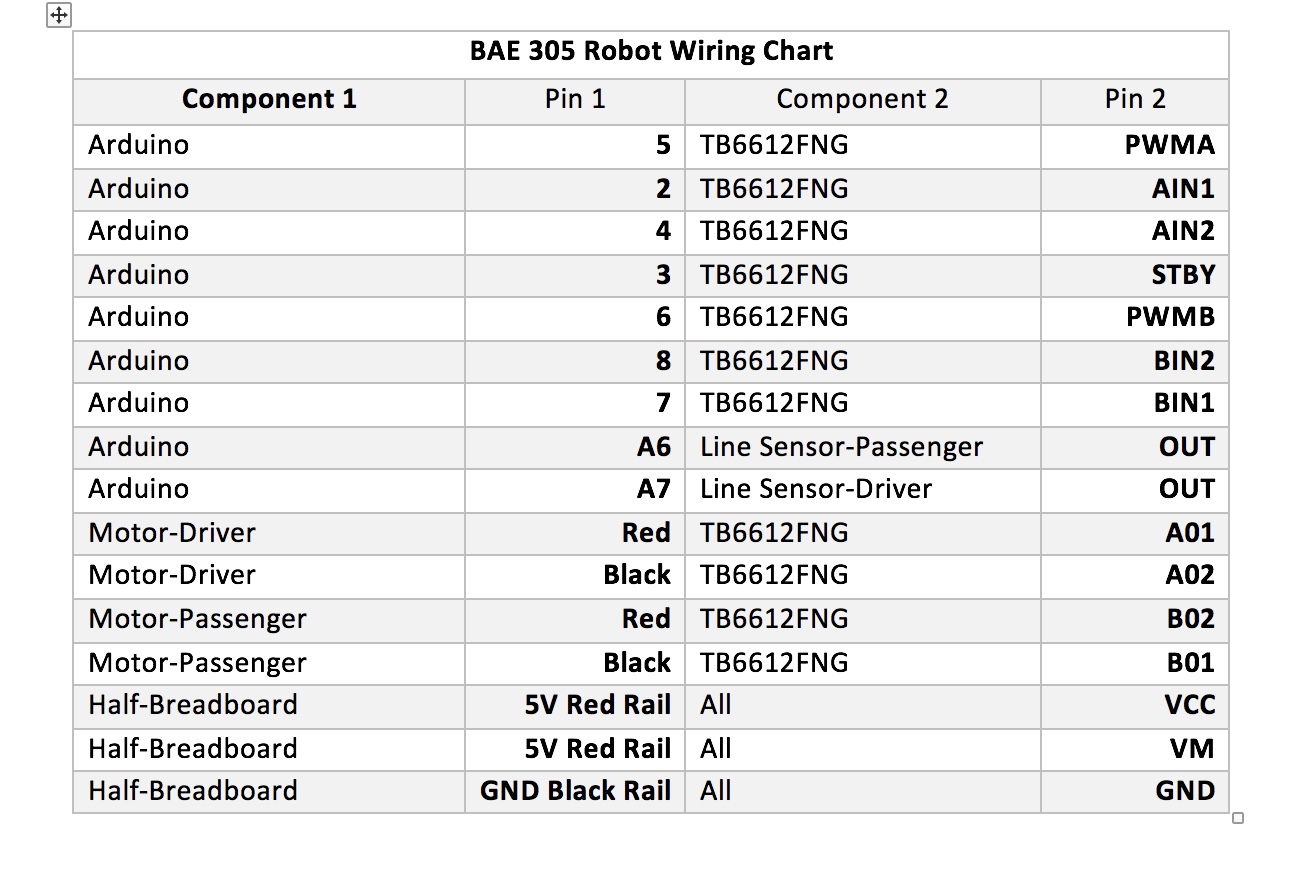 BAE 305 Robot Wiring Chart
Component 1 Pin 1 Component 2 Pin 2
Arduino 5 TB6612FNG PWMA
Arduino 2 TB6612FNG AIN1
Arduino 4 TB6612FNG AIN2
Arduino 3 TB6612FNG STBY
Arduino 6 TB6612FNG PWMB
Arduino 8 TB6612FNG BIN2
Arduino 7 TB6612FNG BIN1
Arduino A6 Line Sensor-Passenger OUT
Arduino A7 Line Sensor-Driver OUT
Motor-Driver Red TB6612FNG A01
Motor-Driver Black TB6612FNG A02
Motor-Passenger Red TB6612FNG B02
Motor-Passenger Black TB6612FNG B01
Half-Breadboard 5V Red Rail All VCC
Half-Breadboard 5V Red Rail All VM
Half-Breadboard GND Black Rail All GND